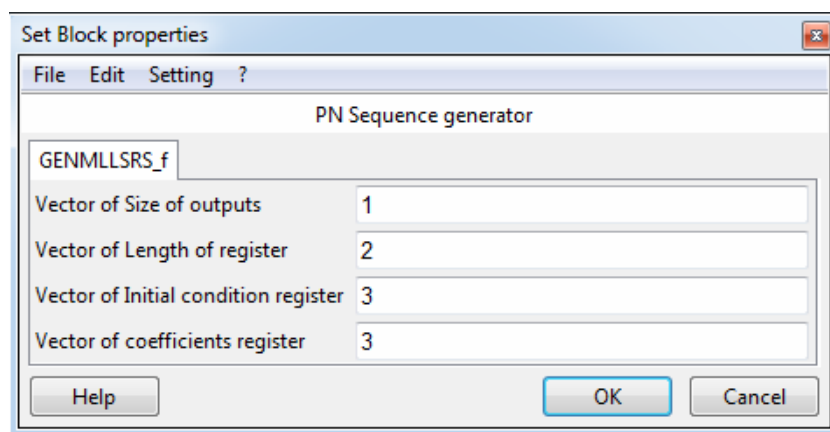 Set Block properties
File Edit Setting ?
PN Sequence generator
GENMLLSRS_f
Vector of Size of outputs 1
Vector of Length of register 2
Vector of Initial condition register 3
Vector of coefficients register 3
Help OK Cancel